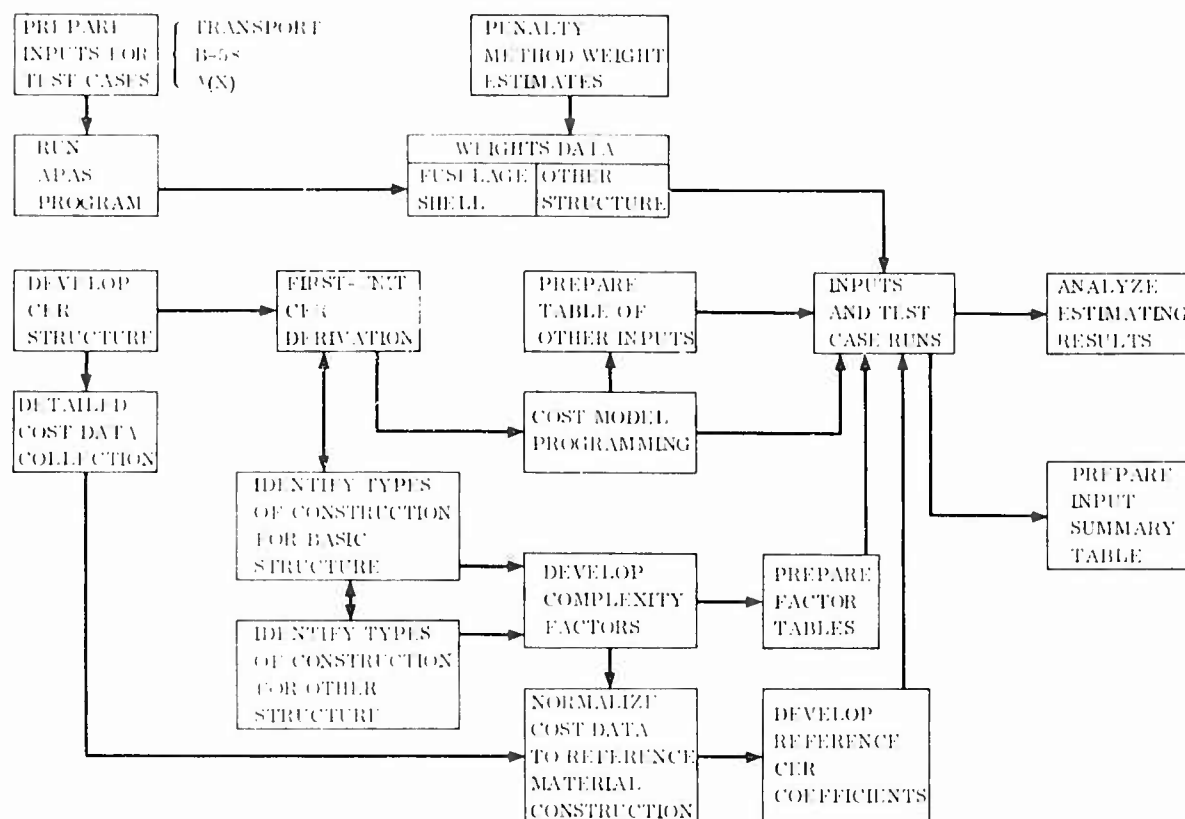 PREPARE
INPUTS FOR
TEST CASES
TRANSPORT
B-58
A(X)
PENALTY
METHOD WEIGHT
ESTIMATES
RUN
APAS
PROGRAM
WEIGHTS DATA
FUSELAGE
SHELL
OTHER
STRUCTURE
DEVELOP
CER
STRUCTURE
FIRST-UNIT
CER
DERIVATION
PREPARE
TABLE OF
OTHER INPUTS
INPUTS
AND TEST
CASE RUNS
ANALYZE
ESTIMATING
RESULTS
DETAILED
COST DATA
COLLECTION
COST MODEL
PROGRAMMING
IDENTIFY TYPES
OF CONSTRUCTION
FOR BASIC
STRUCTURE
PREPARE
INPUT
SUMMARY
TABLE
DEVELOP
COMPLEXITY
FACTORS
PREPARE
FACTOR
TABLES
IDENTIFY TYPES
OF CONSTRUCTION
FOR OTHER
STRUCTURE
NORMALIZE
COST DATA
TO REFERENCE
MATERIAL
CONSTRUCTION
DEVELOP
REFERENCE
CER
COEFFICIENTS